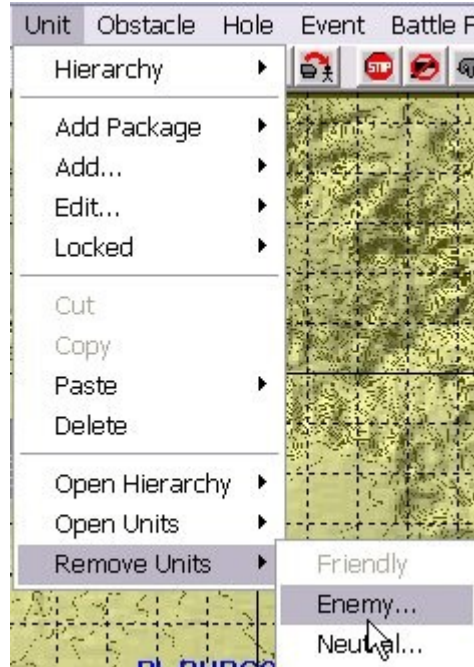 Unit Obstacle Hole Event Battle
Hierarchy
STOP
Add Package
Add...
Edit...
Locked
Cut
Copy
Paste
Delete
Open Hierarchy
Open Units
Remove Units
Friendly
Enemy...
Neutral...